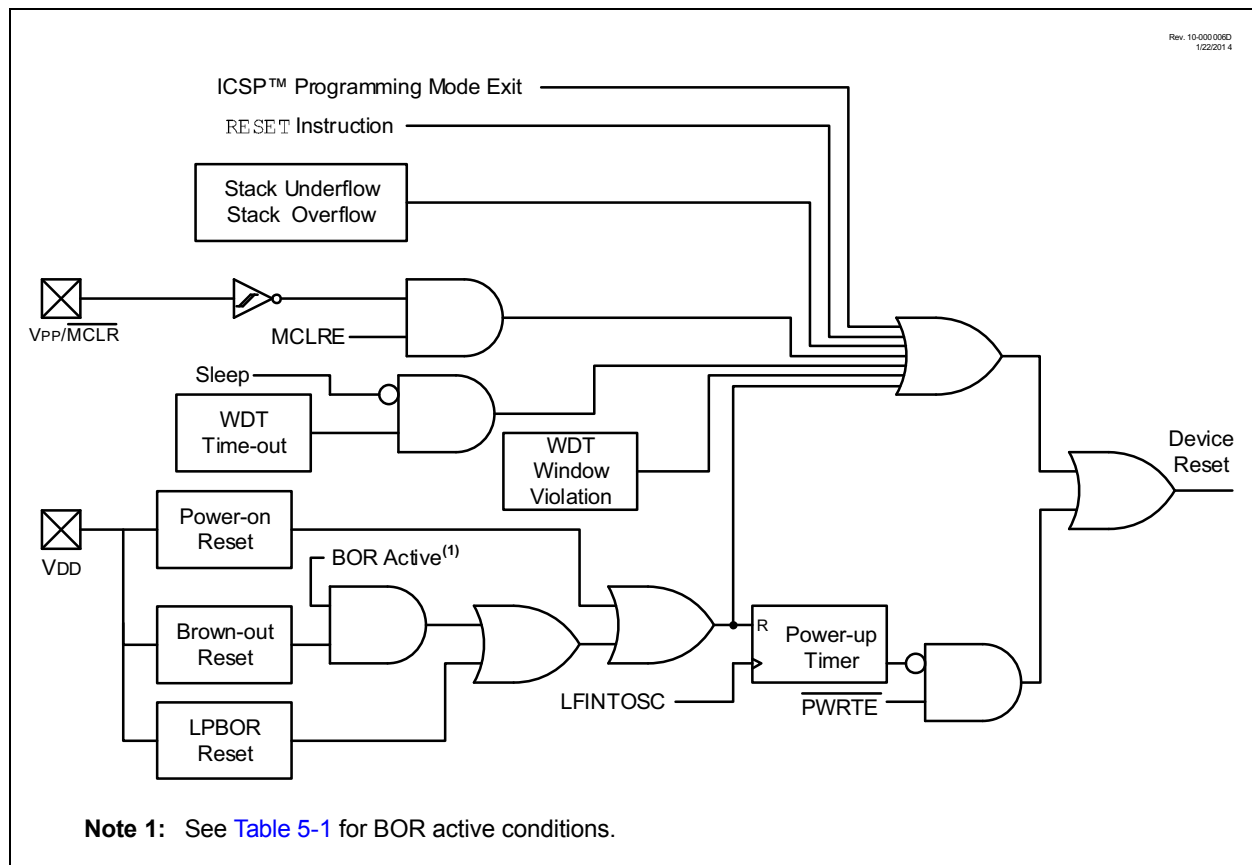 Rev. 10-000006D
1/22/2014
ICSP™ Programming Mode Exit
RESET Instruction
Stack Underflow
Stack Overflow
VPP/MCLR
MCLRE
Sleep
WDT
Time-out
WDT
Window
Violation
Device
Reset
VDD
Power-on
Reset
BOR Active(1)
Brown-out
Reset
R
Power-up
Timer
LFINTOSC
PWRTE
LPBOR
Reset
Note 1: See Table 5-1 for BOR active conditions.